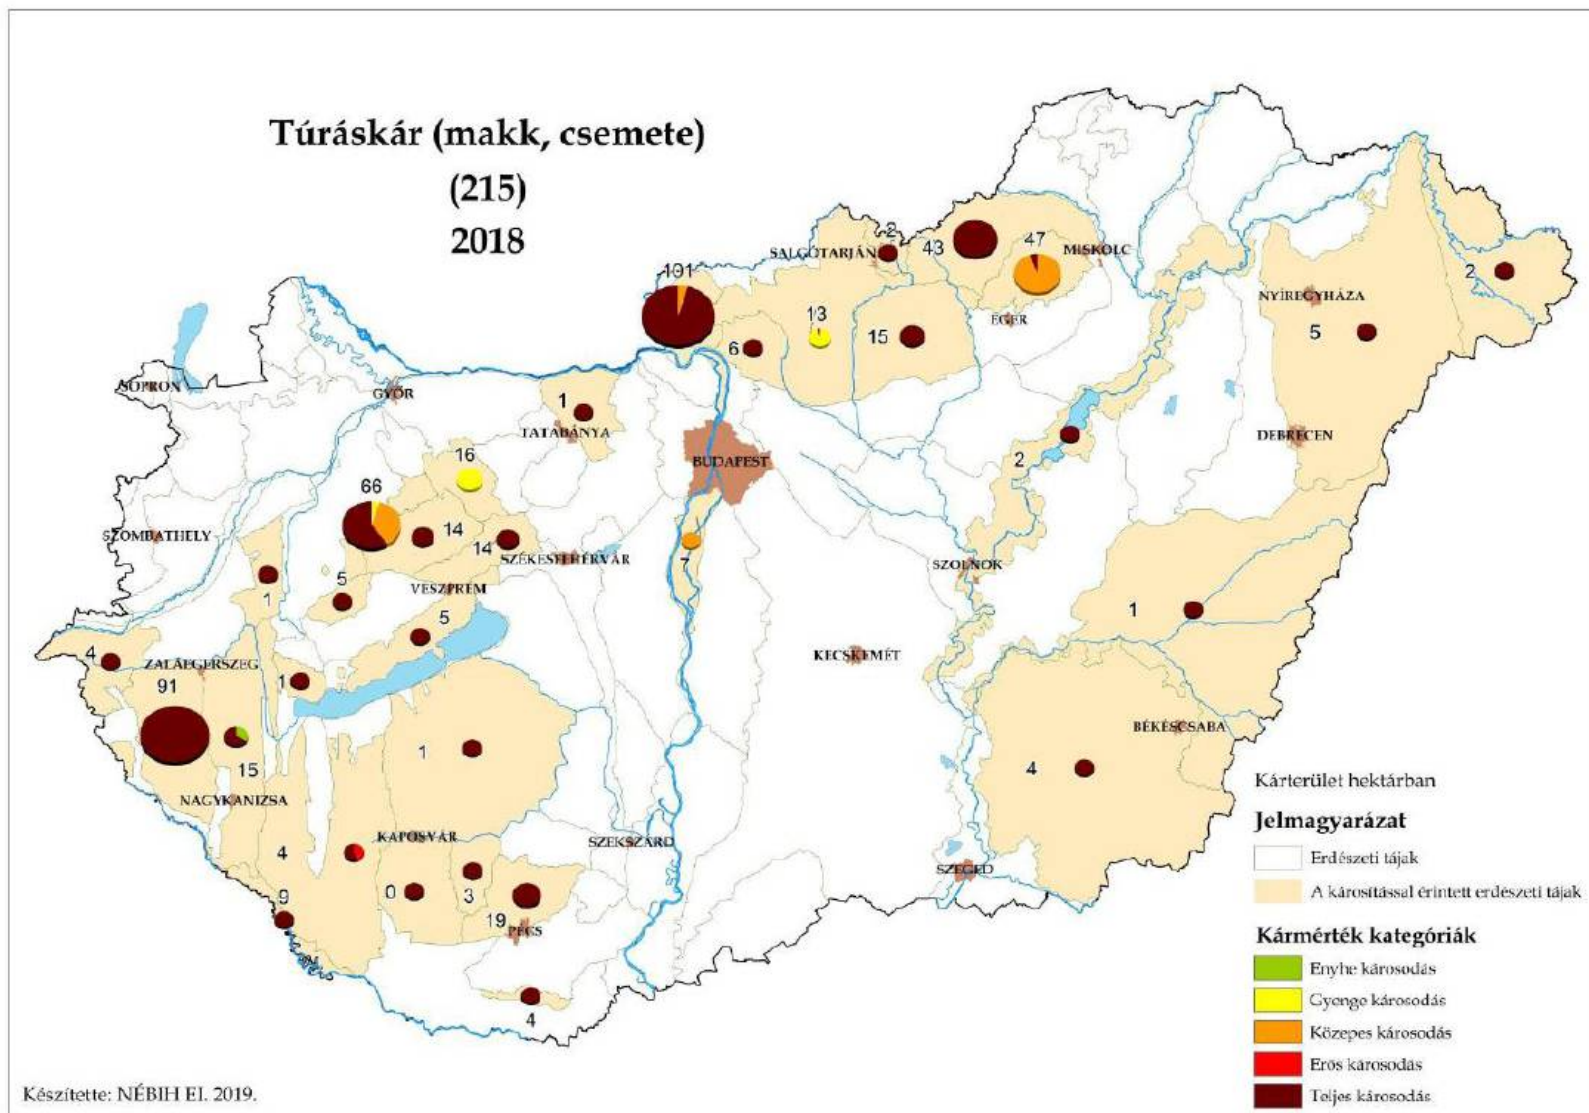 Túráskár (makk, csemete)
(215)
2018
101
2
43
47
SALGÓTARJÁN
MISKOLC
2
NYÍREGYHÁZA
13
EGER
6
15
5
SOPRON
GYŐR
1
TATABÁNYA
DEBRECEN
BUDAPEST
16
2
66
14
14
SZOMBATHELY
SZÉKESFEHÉRVÁR
7
SZOLNOK
5
VESZPRÉM
1
5
1
4
ZALAEGERSZEG
KECSKEMÉT
91
1
BÉKÉSCSABA
15
1
4
NAGYKANIZSA
KAPOSVÁR
SZEKSZÁRD
4
SZEGED
9
0
3
19
PÉCS
4
Kárterület hektárban
Jelmagyarázat
Erdészeti tájak
A károsítással érintett erdészeti tájak
Kármérték kategóriák
Enyhe károsodás
Gyenge károsodás
Közepes károsodás
Erős károsodás
Teljes károsodás
Készítette: NÉBIH EI. 2019.